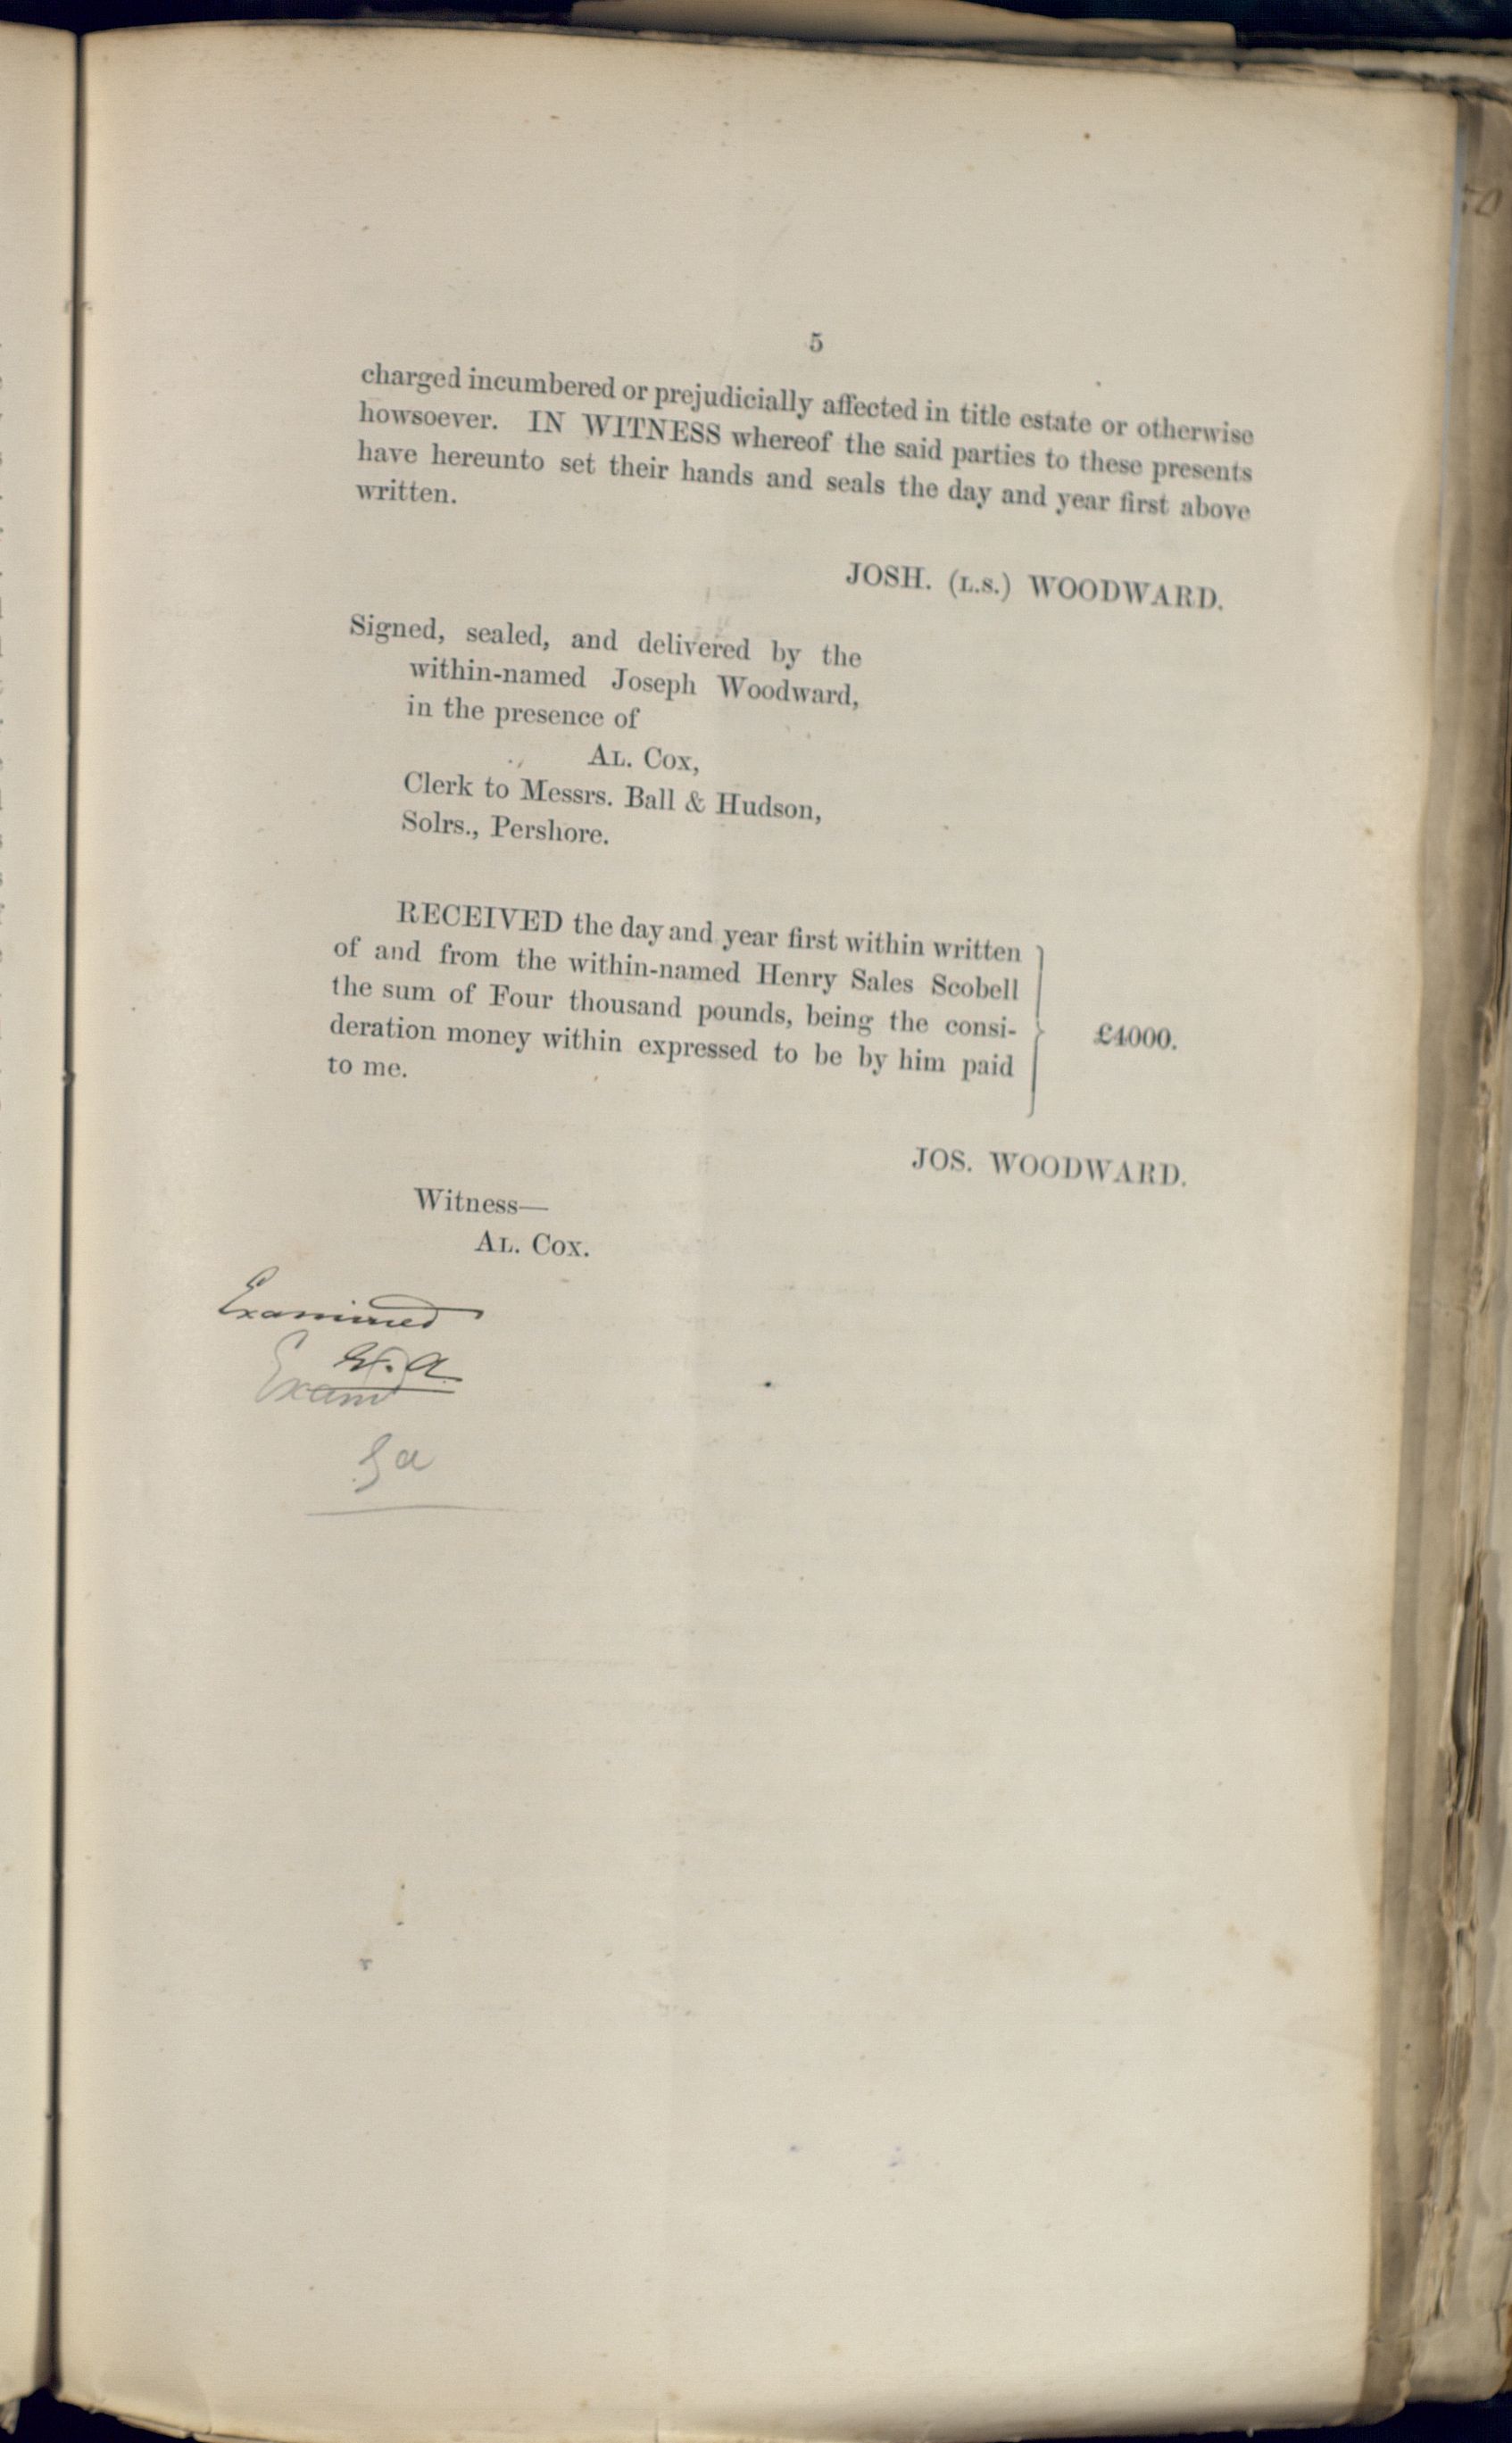 5
charged incumbered or prejudicially affected in title estate or otherwise
howsoever. IN WITNESS whereof the said parties to these presents
have hereunto set their hands and seals the day and year first above
written.
JOSH. (L.S.) WOODWARD.
Signed, sealed, and delivered by the
within-named Joseph Woodward,
in the presence of
AL. COX,
Clerk to Messrs. Ball & Hudson,
Solrs., Pershore.
RECEIVED the day and year first within written
of and from the within-named Henry Sales Scobell
the sum of Four thousand pounds, being the consi-
deration money within expressed to be by him paid
to me.
£4000.
JOS. WOODWARD.
Witness—
AL. COX.
Examined
Exam